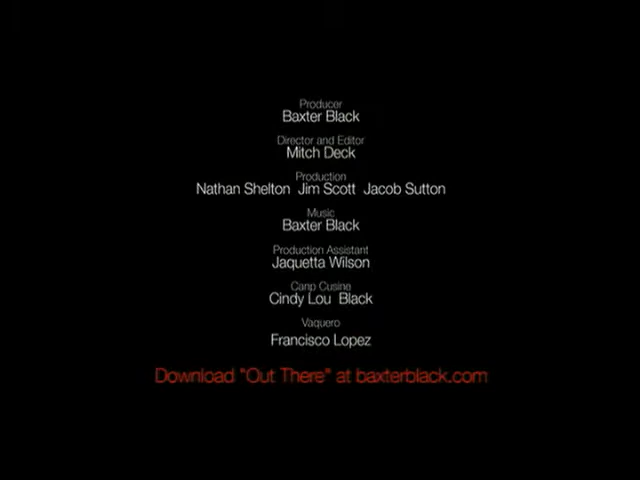 Producer
Baxter Black
Director and Editor
Mitch Deck
Production
Nathan Shelton Jim Scott Jacob Sutton
Music
Baxter Black
Production Assistant
Jaquetta Wilson
Canp Cusine
Cindy Lou Black
Vaquero
Francisco Lopez
Download "Out There" at baxterblack.com